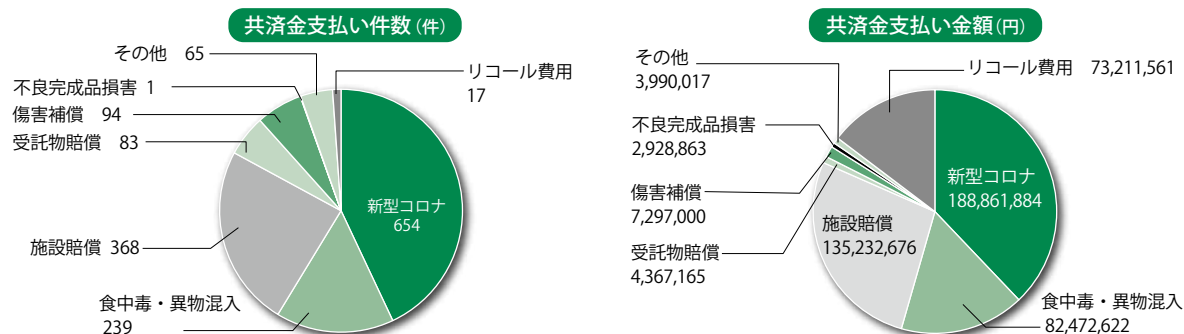 共済金支払い件数(件)
その他 65
不良完成品損害 1
傷害補償 94
受託物賠償 83
施設賠償 368
食中毒・異物混入
239
新型コロナ
654
リコール費用
17
共済金支払い金額(円)
その他
3,990,017
不良完成品損害
2,928,863
傷害補償
7,297,000
受託物賠償
4,367,165
施設賠償
135,232,676
食中毒・異物混入
82,472,622
新型コロナ
188,861,884
リコール費用 73,211,561